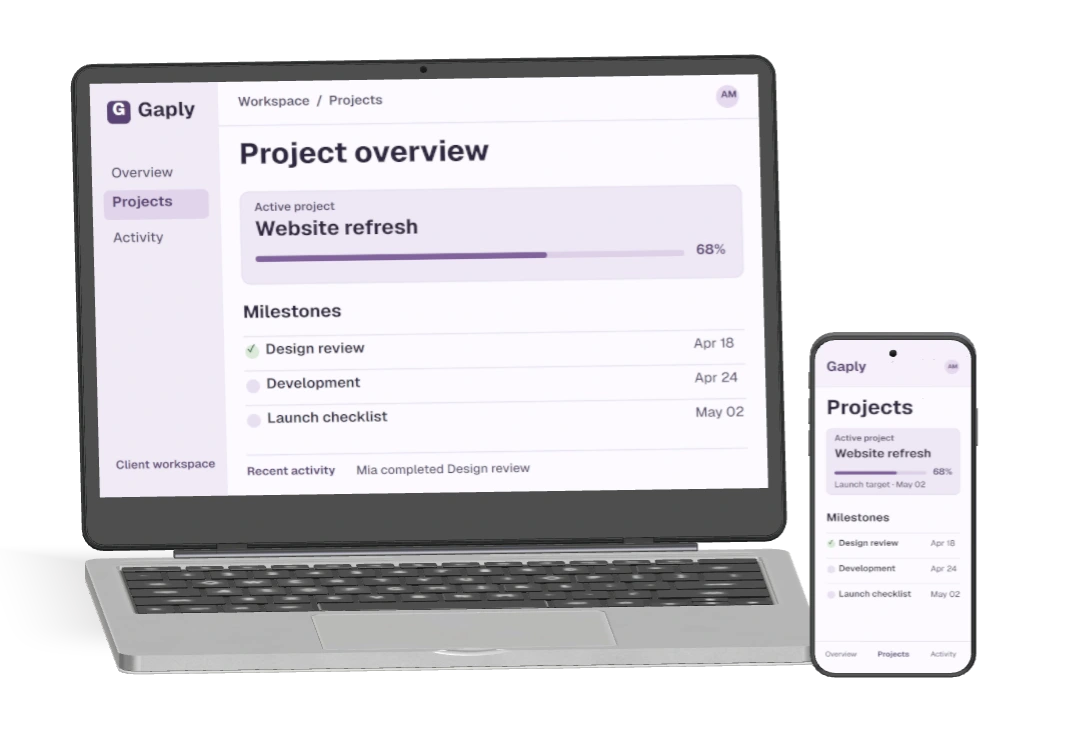 G Gaply
Overview
Projects
Activity
Client workspace
Workspace / Projects
AM
Project overview
Active project
Website refresh
68%
Milestones
✓ Design review Apr 18
Development Apr 24
Launch checklist May 02
Recent activity Mia completed Design review
Gaply AM
Projects
Active project
Website refresh
68%
Launch target · May 02
Milestones
✓ Design review Apr 18
Development Apr 24
Launch checklist May 02
Overview Projects Activity